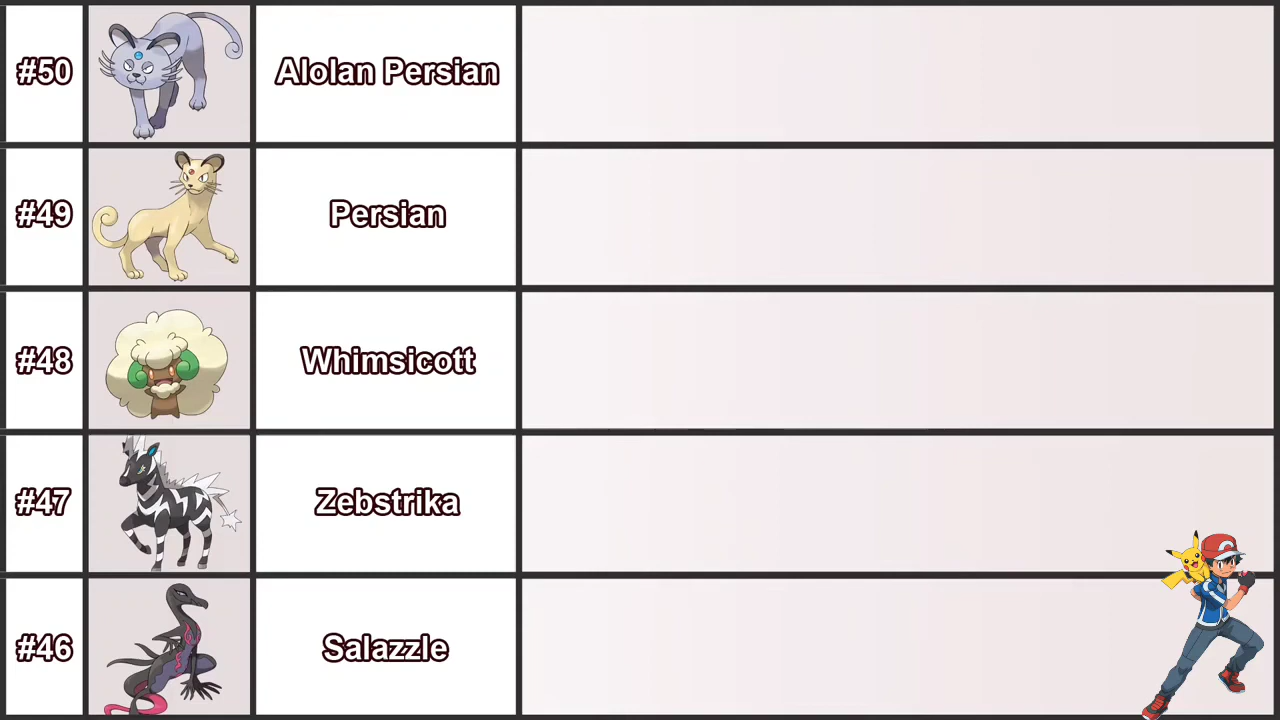 #50 Alolan Persian
#49 Persian
#48 Whimsicott
#47 Zebstrika
#46 Salazzle